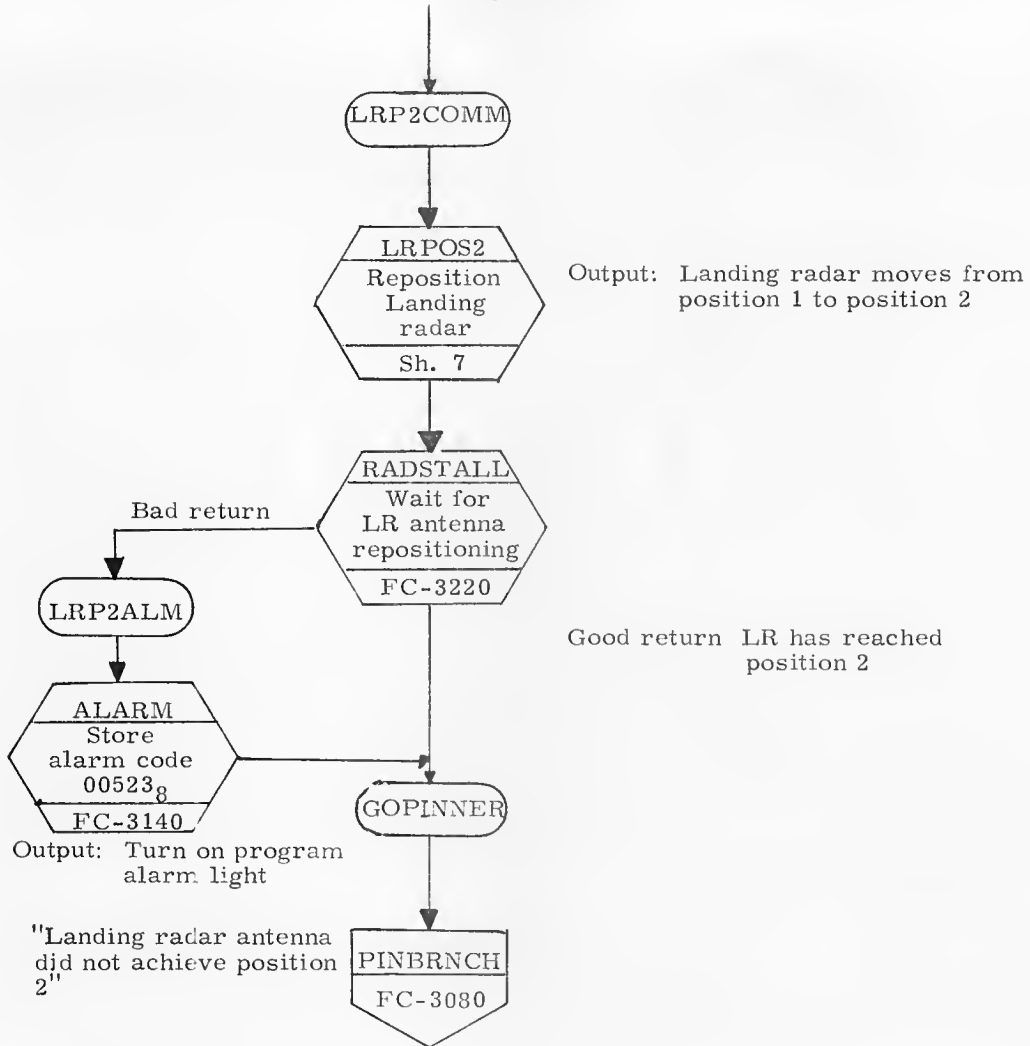 LRP2COMM
LRPOS2
Reposition
Landing
radar
Sh. 7
Output: Landing radar moves from
position 1 to position 2
RADSTALL
Wait for
LR antenna
repositioning
FC-3220
Bad return
LRP2ALM
Good return LR has reached
position 2
ALARM
Store
alarm code
00523₈
FC-3140
Output: Turn on program
alarm light
GOPINNER
"Landing radar antenna
did not achieve position
2"
PINBRNCH
FC-3080